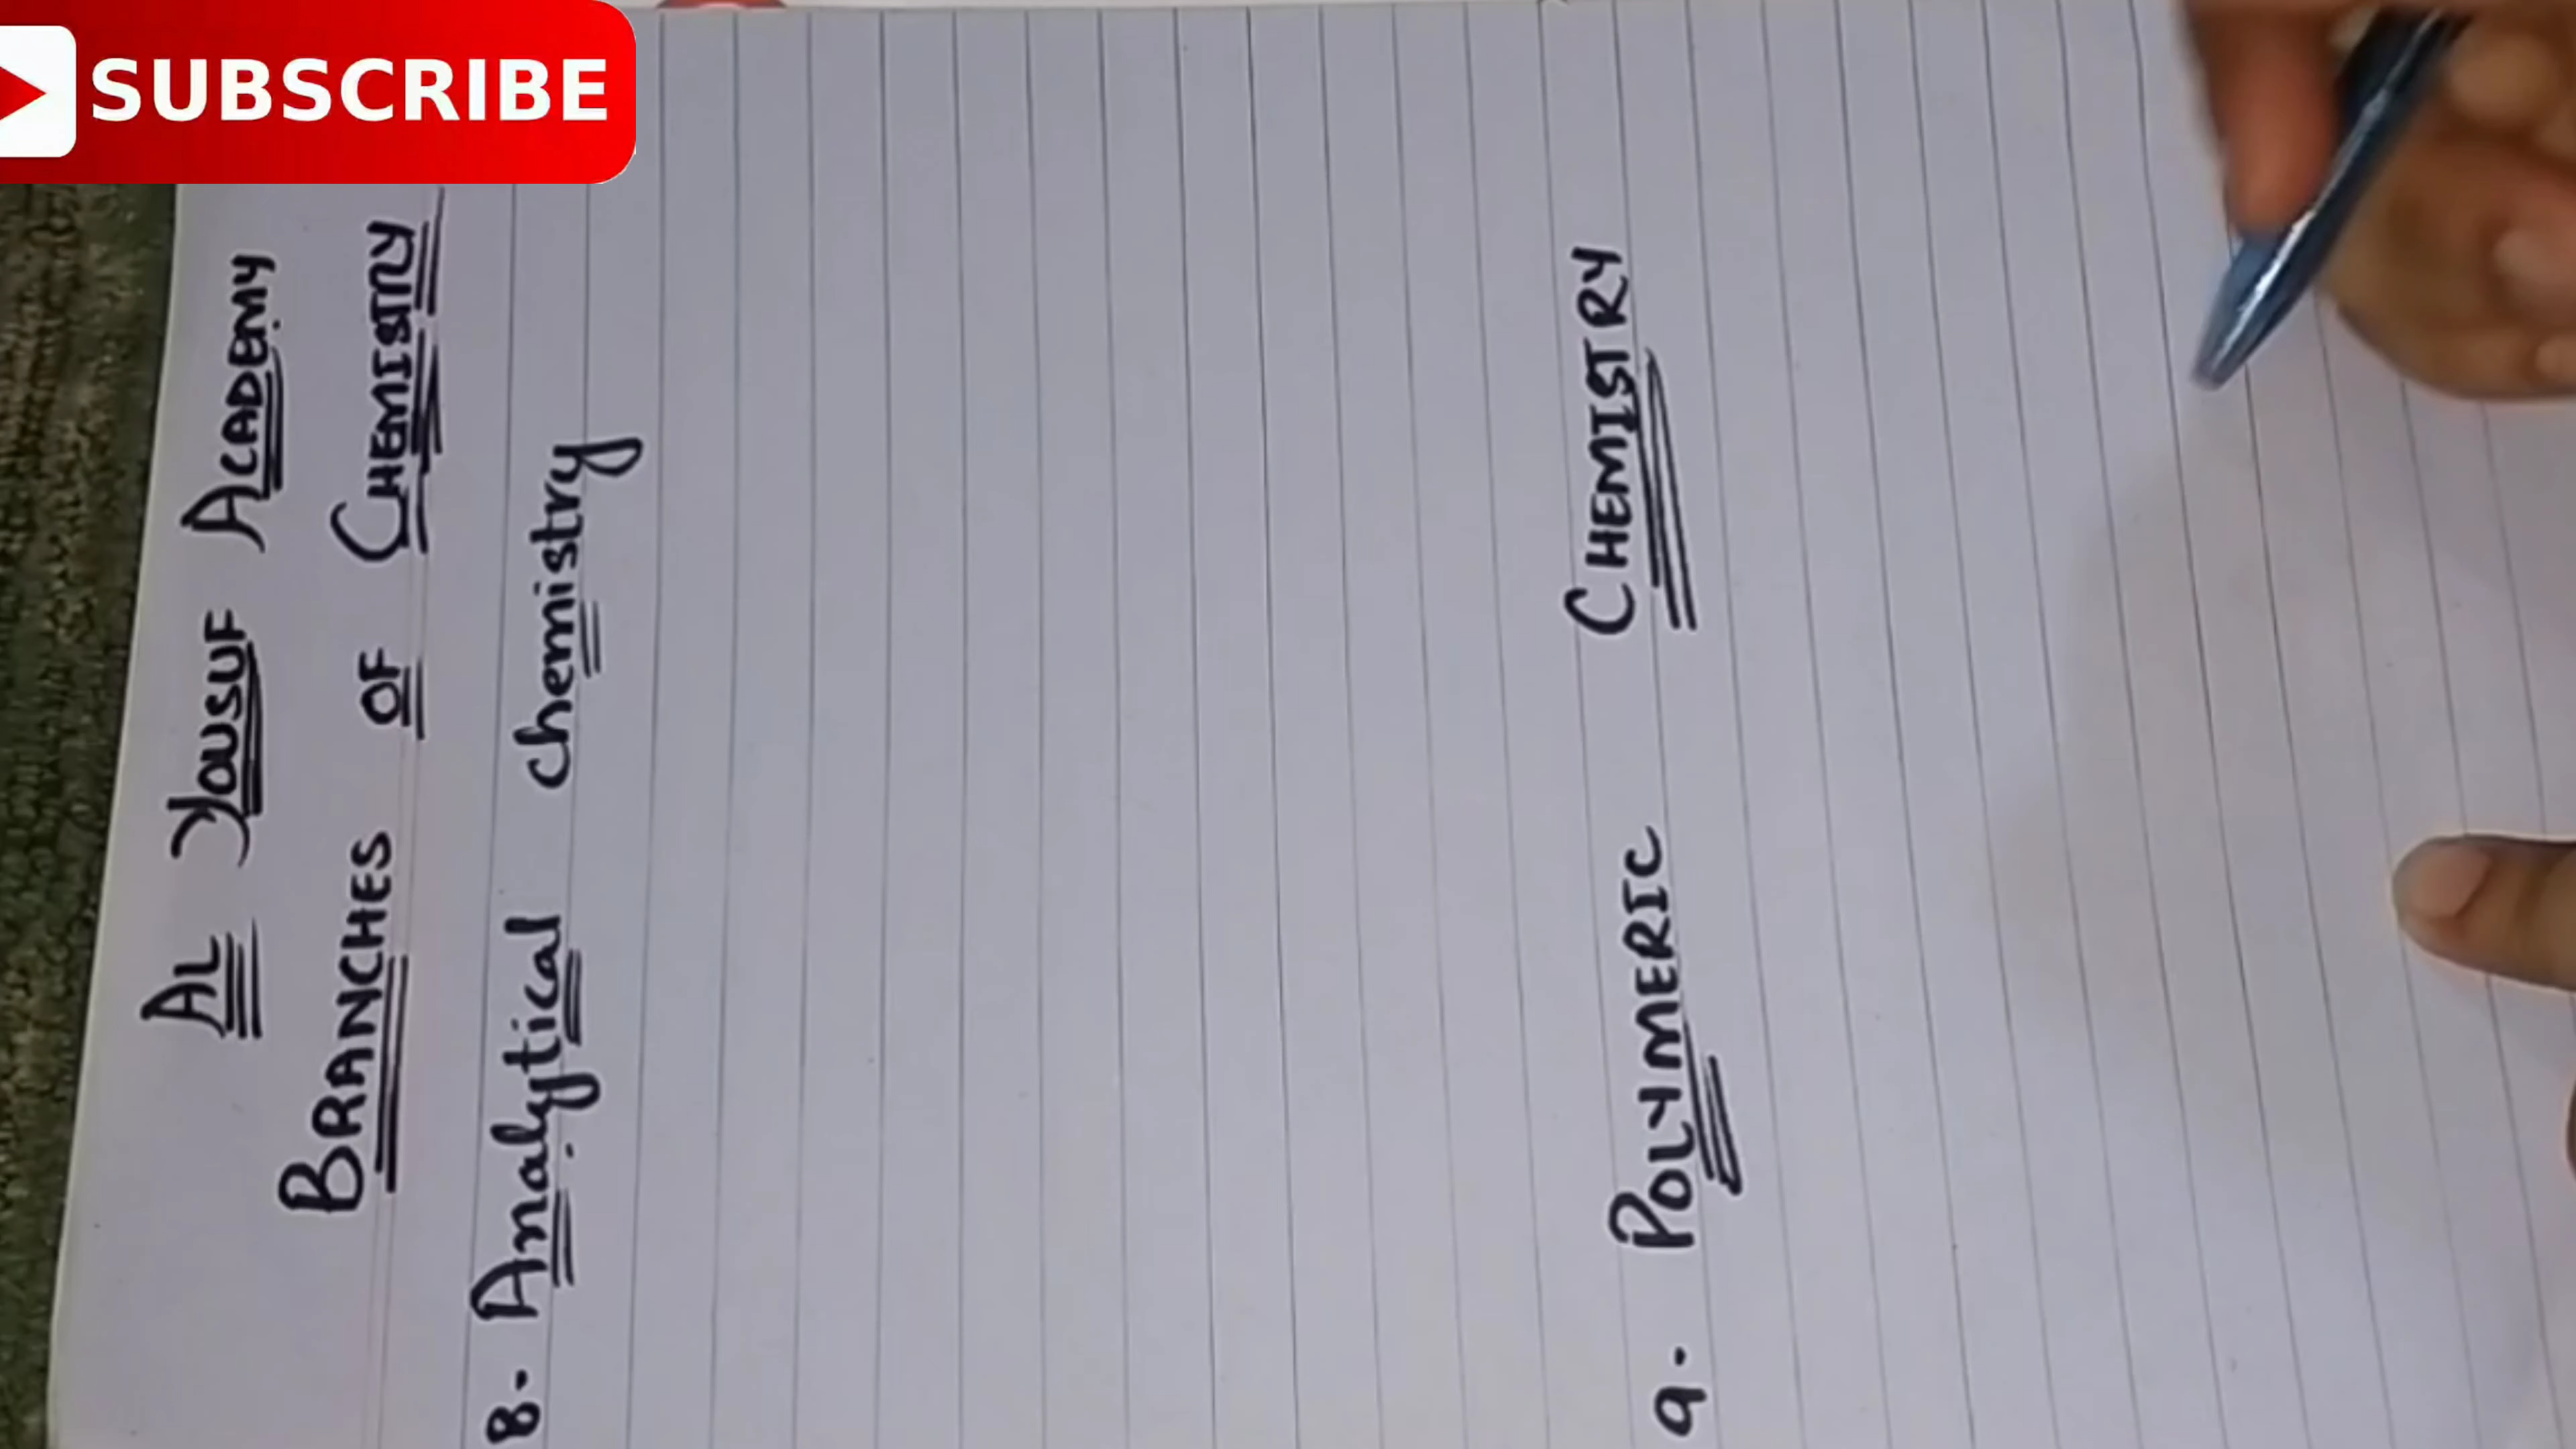 SUBSCRIBE
AL YOUSUF ACADEMY
BRANCHES OF CHEMISTRY
8. Analytical chemistry
9. POLYMERIC CHEMISTRY